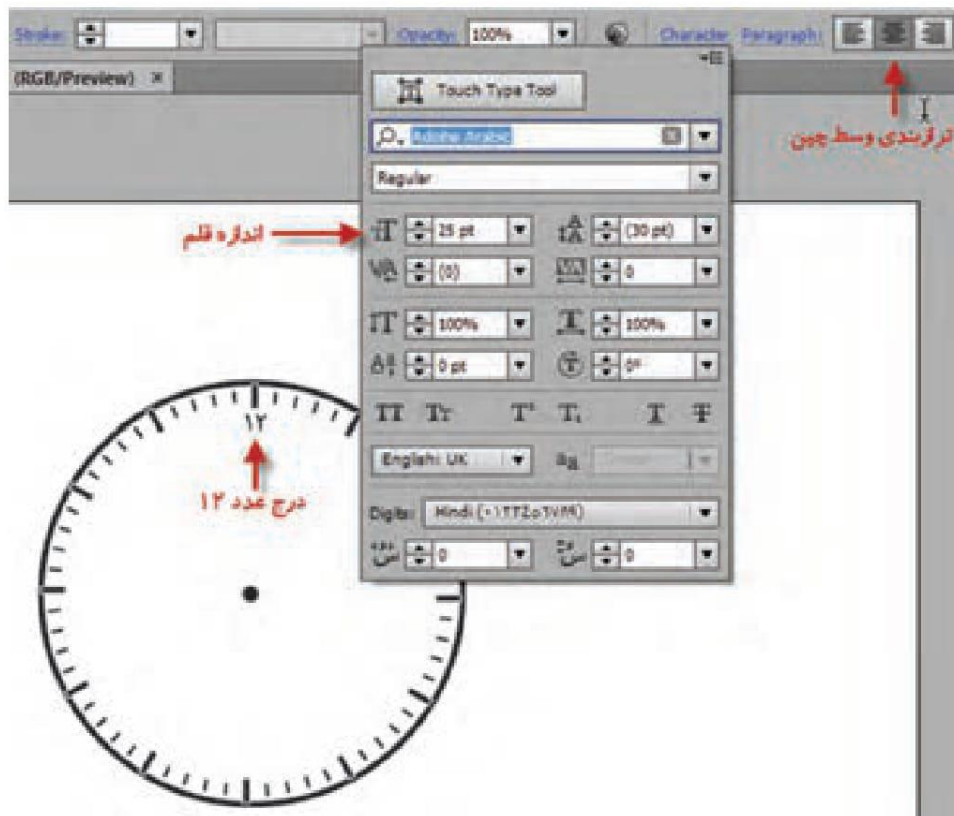 Stroke: Opacity: 100% Character Paragraph:
(RGB/Preview) ×
Touch Type Tool
ترازبندی وسط چین
Adobe Arabic
Regular
اندازه قلم
25 pt (30 pt)
(0) 0
100% 100%
0 pt 0°
۱۲
English: UK
درج عدد ۱۲
Digits: Hindi
0 0